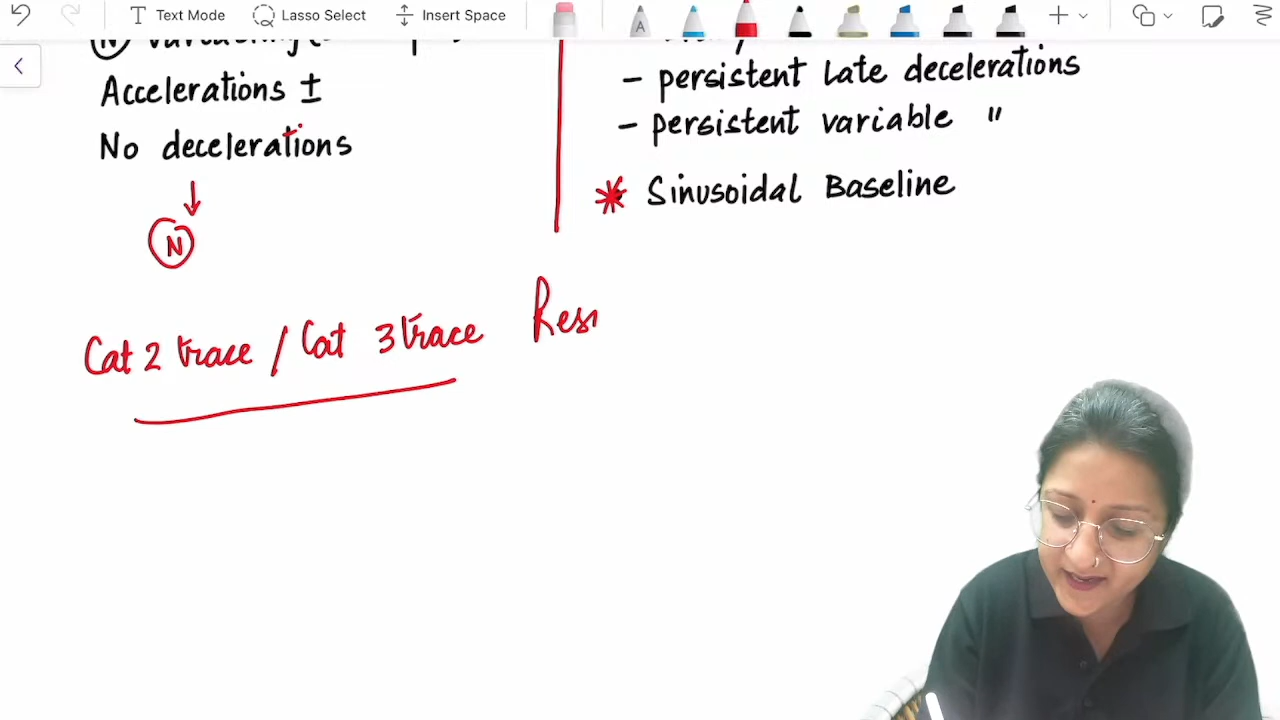 Text Mode
Lasso Select
Insert Space
A
Accelerations ±
No decelerations
N
- persistent Late decelerations
- persistent variable "
* Sinusoidal Baseline
Cat 2 trace / Cat 3 trace